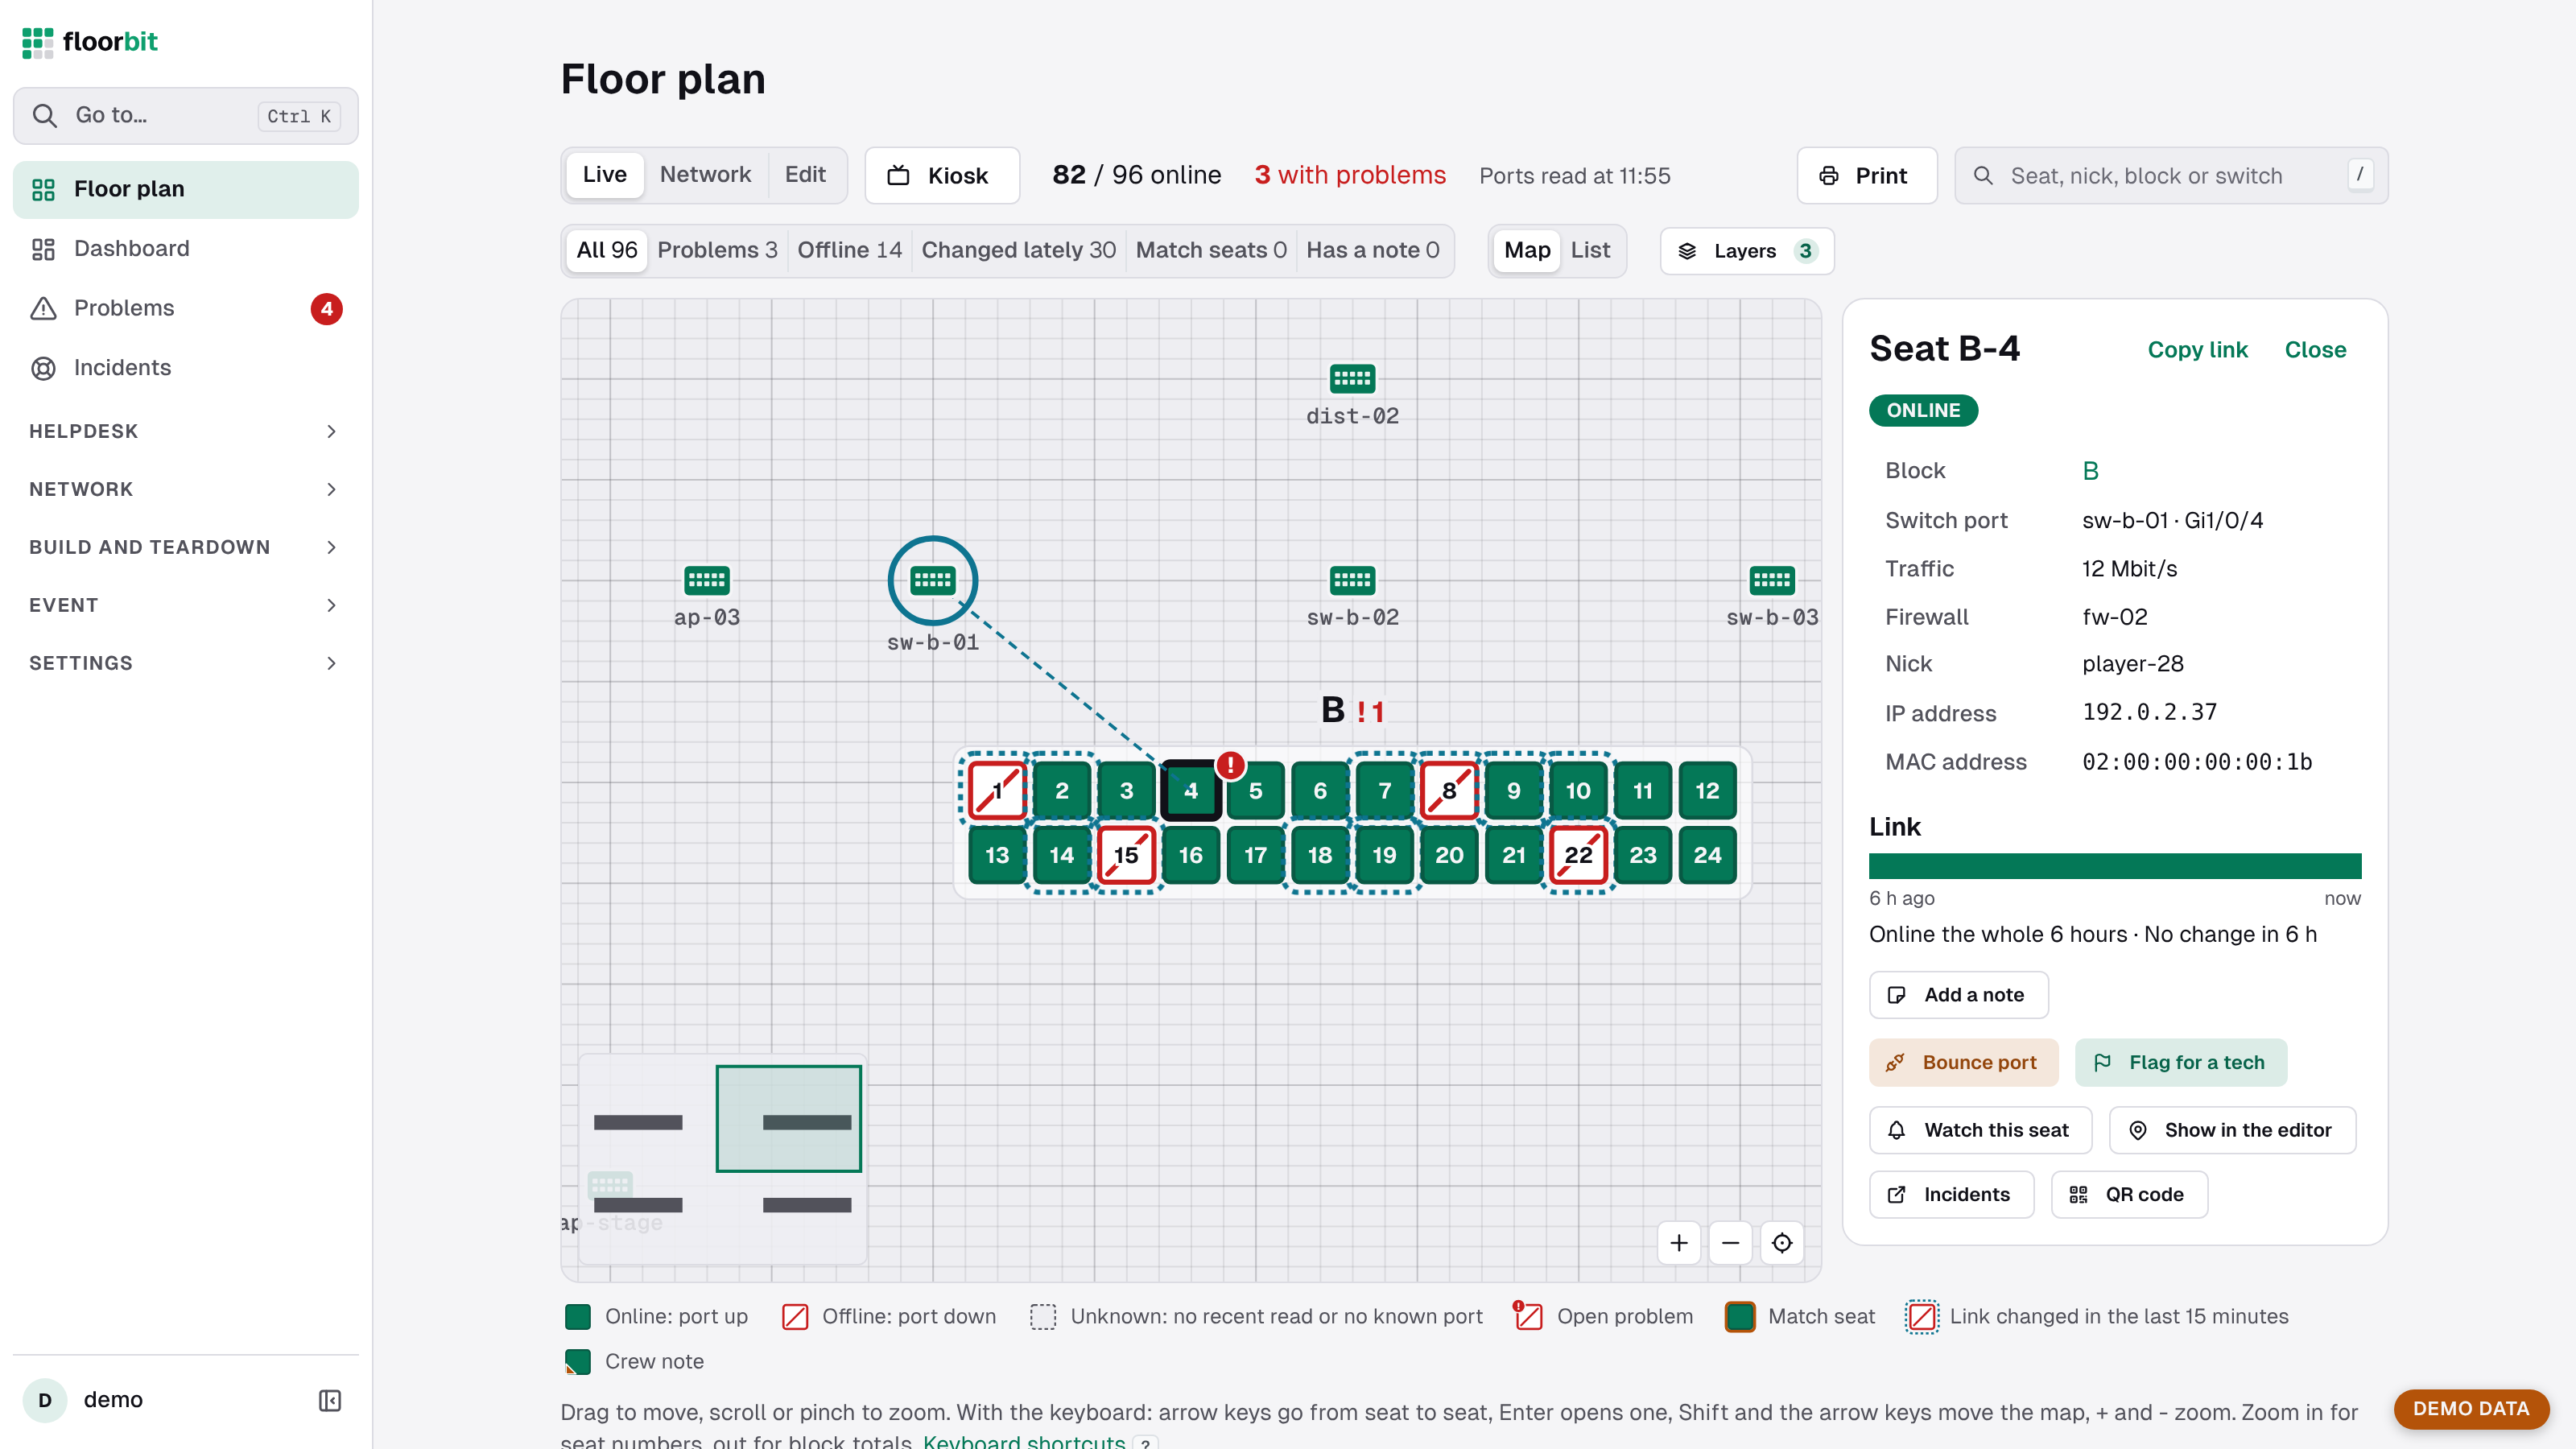 floorbit
Go to...
Ctrl K
Floor plan
Dashboard
Problems
4
Incidents
HELPDESK
NETWORK
BUILD AND TEARDOWN
EVENT
SETTINGS
D
demo
Floor plan
Live
Network
Edit
Kiosk
82 / 96 online
3 with problems
Ports read at 11:55
Print
Seat, nick, block or switch
/
All 96
Problems 3
Offline 14
Changed lately 30
Match seats 0
Has a note 0
Map
List
Layers 3
dist-02
ap-03
sw-b-01
sw-b-02
sw-b-03
B !1
!
1 2 3 4 5 6 7 8 9 10 11 12
13 14 15 16 17 18 19 20 21 22 23 24
ap-stage
+
−
Seat B-4
Copy link
Close
ONLINE
Block B
Switch port sw-b-01 · Gi1/0/4
Traffic 12 Mbit/s
Firewall fw-02
Nick player-28
IP address 192.0.2.37
MAC address 02:00:00:00:00:1b
Link
6 h ago now
Online the whole 6 hours · No change in 6 h
Add a note
Bounce port
Flag for a tech
Watch this seat
Show in the editor
Incidents
QR code
Online: port up
Offline: port down
Unknown: no recent read or no known port
Open problem
Match seat
Link changed in the last 15 minutes
Crew note
Drag to move, scroll or pinch to zoom. With the keyboard: arrow keys go from seat to seat, Enter opens one, Shift and the arrow keys move the map, + and - zoom. Zoom in for
seat numbers, out for block totals. Keyboard shortcuts ?
DEMO DATA